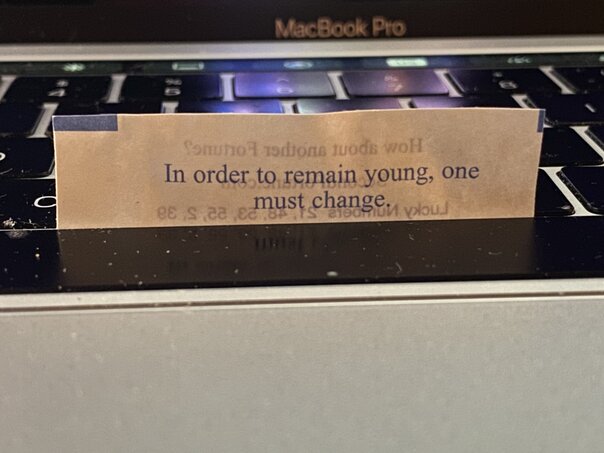 MacBook Pro
How about another Fortune?
In order to remain young, one
must change.
Lucky Numbers 21, 48, 53, 55, 2, 39